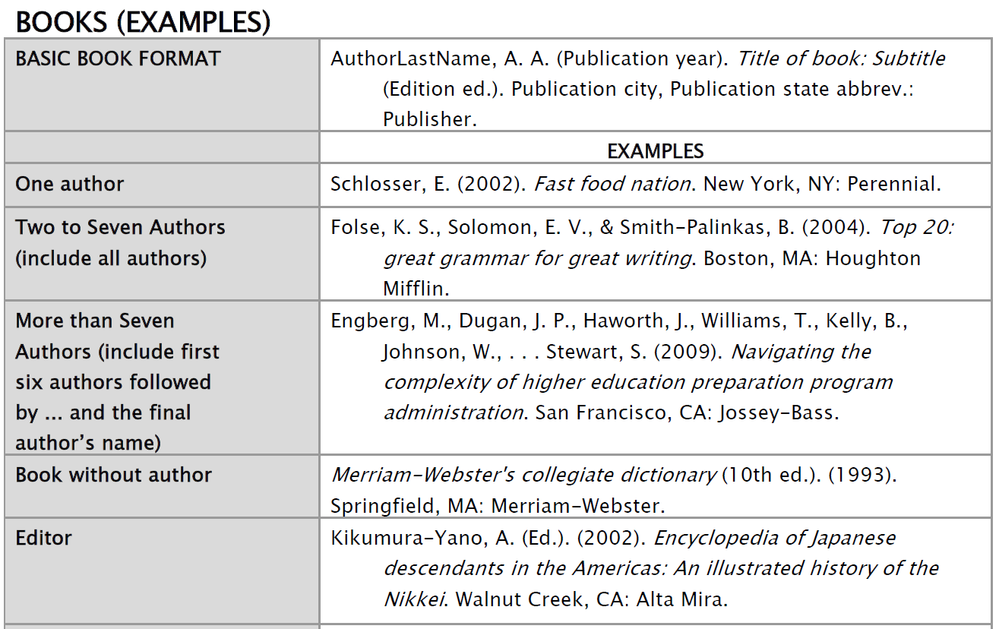 BOOKS (EXAMPLES)
BASIC BOOK FORMAT
AuthorLastName, A. A. (Publication year). Title of book: Subtitle
(Edition ed.). Publication city, Publication state abbrev.:
Publisher.
EXAMPLES
One author
Schlosser, E. (2002). Fast food nation. New York, NY: Perennial.
Two to Seven Authors
(include all authors)
Folse, K. S., Solomon, E. V., & Smith-Palinkas, B. (2004). Top 20:
great grammar for great writing. Boston, MA: Houghton
Mifflin.
More than Seven
Authors (include first
six authors followed
by ... and the final
author’s name)
Engberg, M., Dugan, J. P., Haworth, J., Williams, T., Kelly, B.,
Johnson, W., . . . Stewart, S. (2009). Navigating the
complexity of higher education preparation program
administration. San Francisco, CA: Jossey-Bass.
Book without author
Merriam-Webster's collegiate dictionary (10th ed.). (1993).
Springfield, MA: Merriam-Webster.
Editor
Kikumura-Yano, A. (Ed.). (2002). Encyclopedia of Japanese
descendants in the Americas: An illustrated history of the
Nikkei. Walnut Creek, CA: Alta Mira.